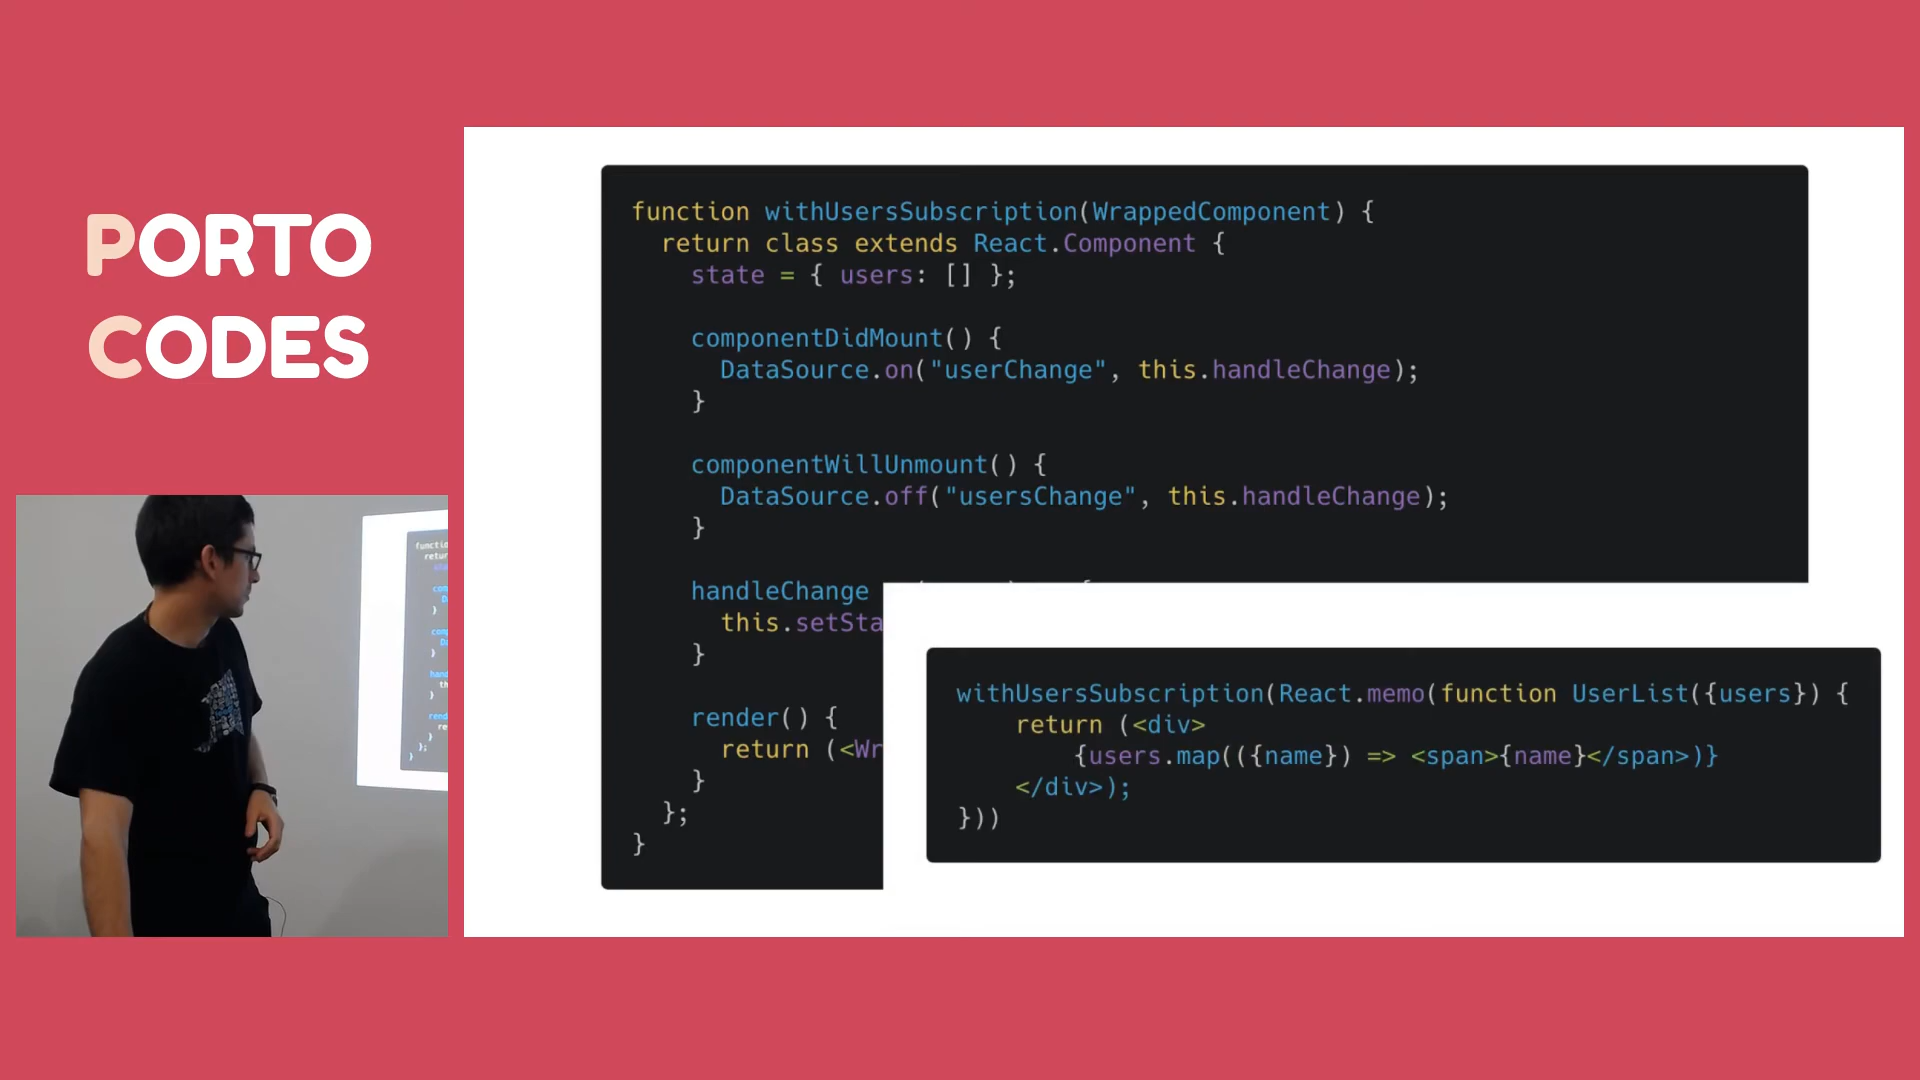 PORTO
CODES
function withUsersSubscription(WrappedComponent) {
return class extends React.Component {
state = { users: [] };
componentDidMount() {
DataSource.on("userChange", this.handleChange);
}
componentWillUnmount() {
DataSource.off("usersChange", this.handleChange);
}
handleChange
this.setSta
}
render() {
return (<Wr
}
};
}
withUsersSubscription(React.memo(function UserList({users}) {
return (<div>
{users.map(({name}) => <span>{name}</span>)}
</div>);
}))